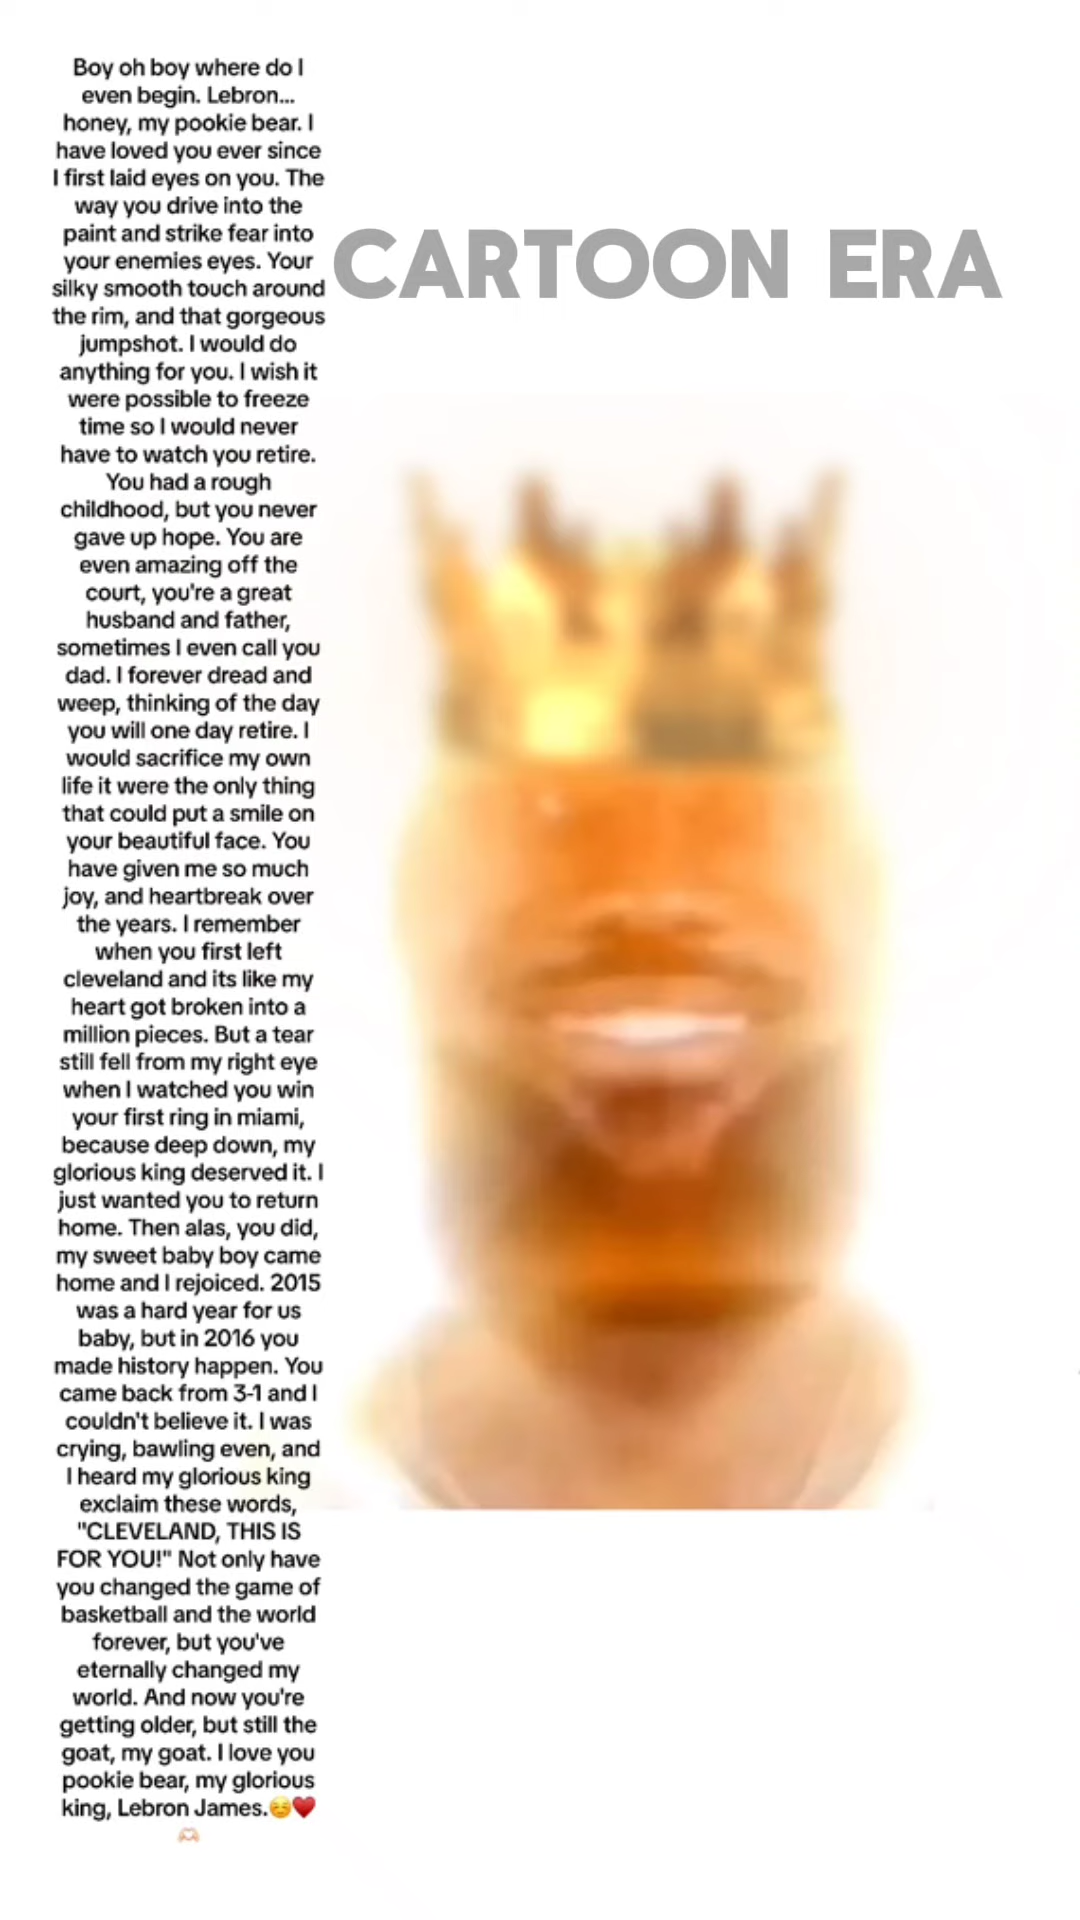 Boy oh boy where do I
even begin. Lebron...
honey, my pookie bear. I
have loved you ever since
I first laid eyes on you. The
way you drive into the
paint and strike fear into
your enemies eyes. Your
silky smooth touch around
the rim, and that gorgeous
jumpshot. I would do
anything for you. I wish it
were possible to freeze
time so I would never
have to watch you retire.
You had a rough
childhood, but you never
gave up hope. You are
even amazing off the
court, you're a great
husband and father,
sometimes I even call you
dad. I forever dread and
weep, thinking of the day
you will one day retire. I
would sacrifice my own
life it were the only thing
that could put a smile on
your beautiful face. You
have given me so much
joy, and heartbreak over
the years. I remember
when you first left
cleveland and its like my
heart got broken into a
million pieces. But a tear
still fell from my right eye
when I watched you win
your first ring in miami,
because deep down, my
glorious king deserved it. I
just wanted you to return
home. Then alas, you did,
my sweet baby boy came
home and I rejoiced. 2015
was a hard year for us
baby, but in 2016 you
made history happen. You
came back from 3-1 and I
couldn't believe it. I was
crying, bawling even, and
I heard my glorious king
exclaim these words,
"CLEVELAND, THIS IS
FOR YOU!" Not only have
you changed the game of
basketball and the world
forever, but you've
eternally changed my
world. And now you're
getting older, but still the
goat, my goat. I love you
pookie bear, my glorious
king, Lebron James.☺️♥️
🫶🏻
CARTOON ERA